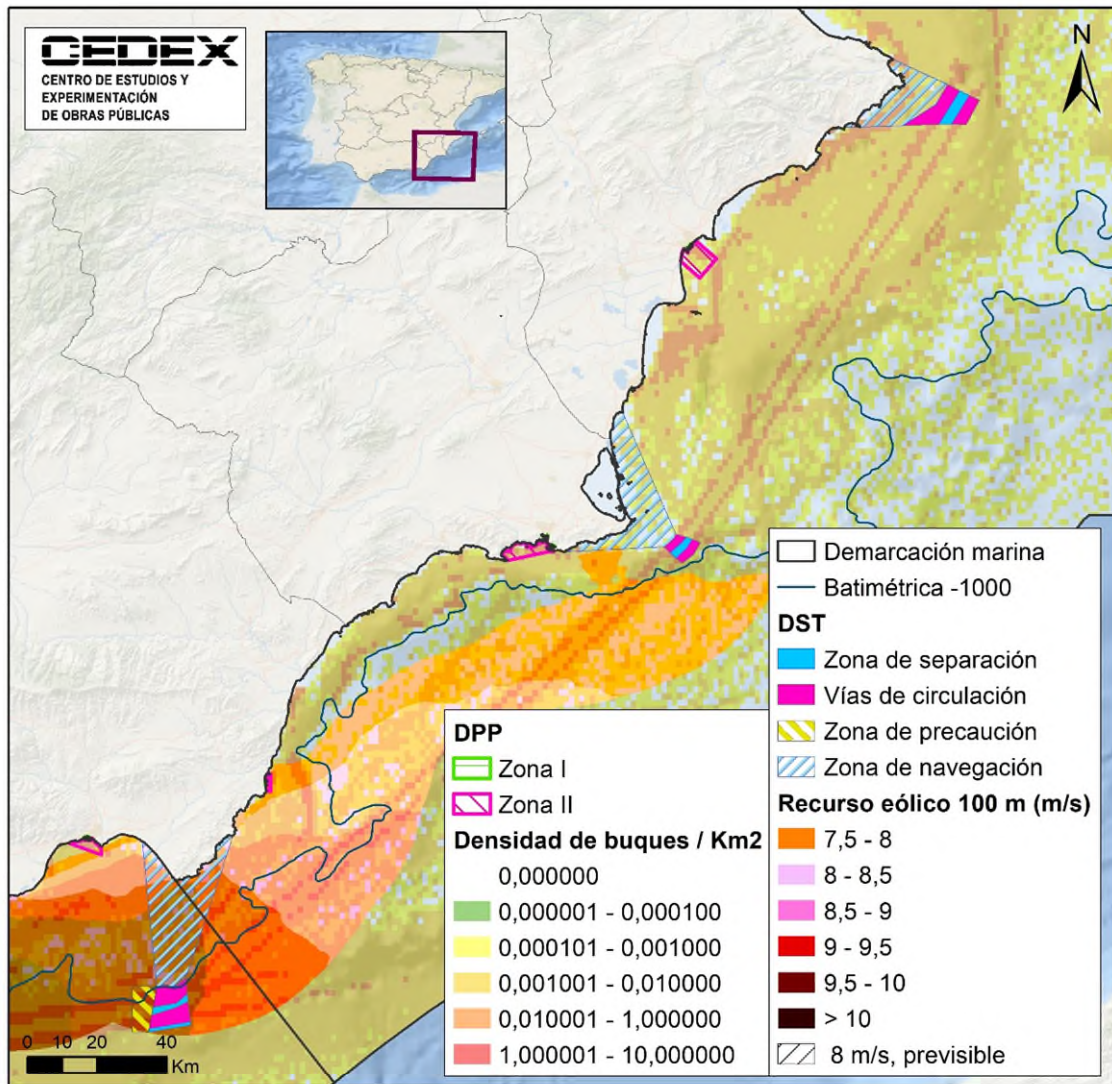 CEDEX
CENTRO DE ESTUDIOS Y
EXPERIMENTACIÓN
DE OBRAS PÚBLICAS
N
Demarcación marina
Batimétrica -1000
DST
Zona de separación
Vías de circulación
Zona de precaución
Zona de navegación
Recurso eólico 100 m (m/s)
7,5 - 8
8 - 8,5
8,5 - 9
9 - 9,5
9,5 - 10
> 10
8 m/s, previsible
DPP
Zona I
Zona II
Densidad de buques / Km2
0,000000
0,000001 - 0,000100
0,000101 - 0,001000
0,001001 - 0,010000
0,010001 - 1,000000
1,000001 - 10,000000
0 10 20 40
Km